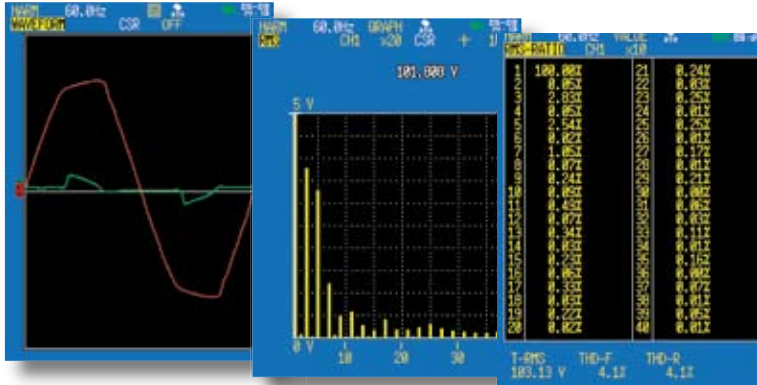 HARM 60.0Hz
WAVEFORM CSR OFF
HARM 60.0Hz GRAPH
RMS CH1 x20 CSR +
101.808 V
5 V
0 V 10 20 30
60.0Hz VALUE
RMS-RATIO CH1 x10
1 100.00% 21 0.24%
2 0.05% 22 0.03%
3 2.83% 23 0.25%
4 0.05% 24 0.01%
5 2.54% 25 0.25%
6 0.02% 26 0.01%
7 1.05% 27 0.17%
8 0.07% 28 0.01%
9 0.24% 29 0.21%
10 0.09% 30 0.00%
11 0.43% 31 0.06%
12 0.07% 32 0.03%
13 0.34% 33 0.11%
14 0.03% 34 0.01%
15 0.23% 35 0.16%
16 0.06% 36 0.00%
17 0.33% 37 0.07%
18 0.03% 38 0.01%
19 0.22% 39 0.05%
20 0.02% 40 0.01%
T-RMS THD-F THD-R
103.13 V 4.1% 4.1%